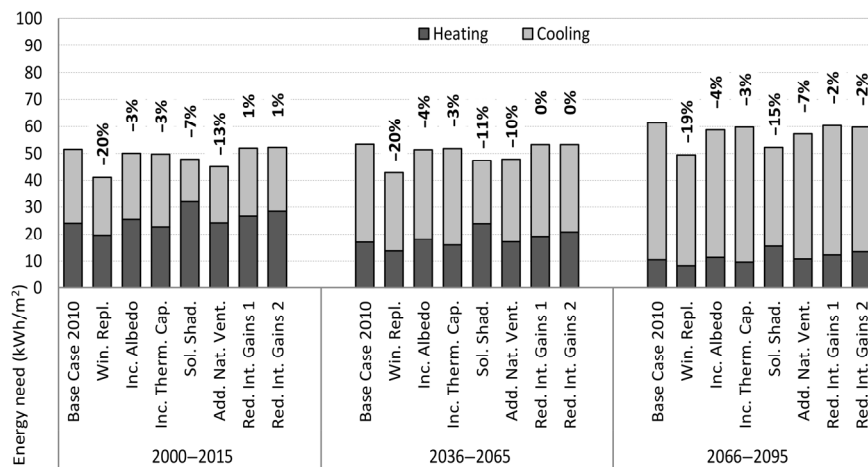 100
90
80
70
60
50
40
30
20
10
0
Energy need (kWh/m²)
Heating Cooling
−20% −3% −3% −7% −13% 1% 1%
−20% −4% −3% −11% −10% 0% 0%
−19% −4% −3% −15% −7% −2% −2%
Base Case 2010
Win. Repl.
Inc. Albedo
Inc. Therm. Cap.
Sol. Shad.
Add. Nat. Vent.
Red. Int. Gains 1
Red. Int. Gains 2
Base Case 2010
Win. Repl.
Inc. Albedo
Inc. Therm. Cap.
Sol. Shad.
Add. Nat. Vent.
Red. Int. Gains 1
Red. Int. Gains 2
Base Case 2010
Win. Repl.
Inc. Albedo
Inc. Therm. Cap.
Sol. Shad.
Add. Nat. Vent.
Red. Int. Gains 1
Red. Int. Gains 2
2000–2015
2036–2065
2066–2095